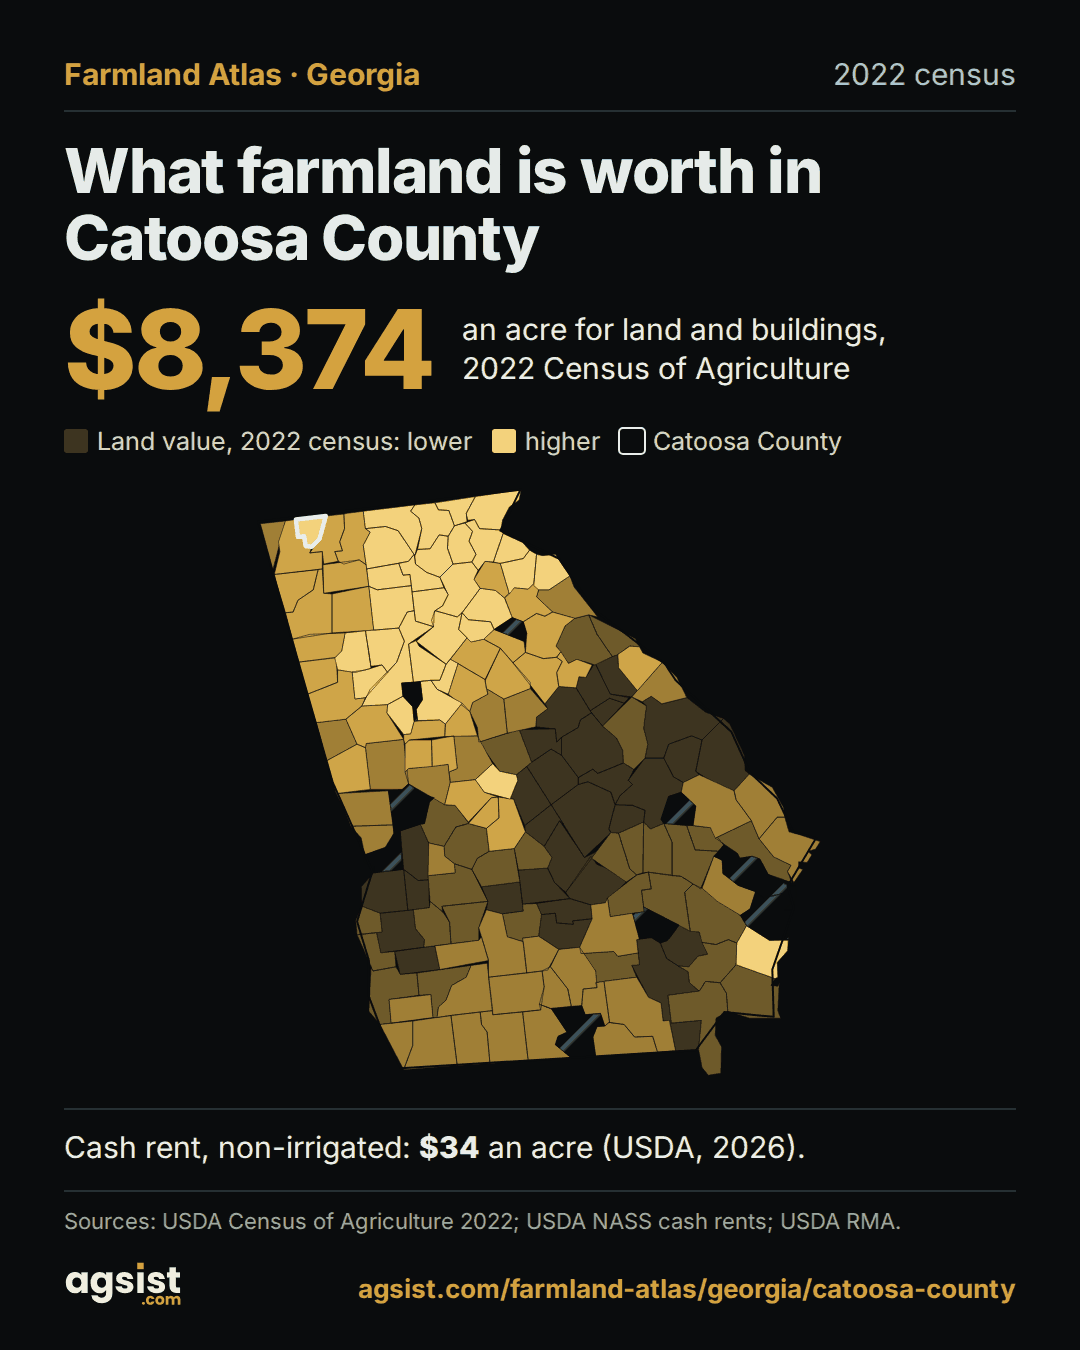 Farmland Atlas · Georgia
2022 census
What farmland is worth in
Catoosa County
$8,374
an acre for land and buildings,
2022 Census of Agriculture
Land value, 2022 census: lower
higher
Catoosa County
Cash rent, non-irrigated: $34 an acre (USDA, 2026).
Sources: USDA Census of Agriculture 2022; USDA NASS cash rents; USDA RMA.
agsist
.com
agsist.com/farmland-atlas/georgia/catoosa-county